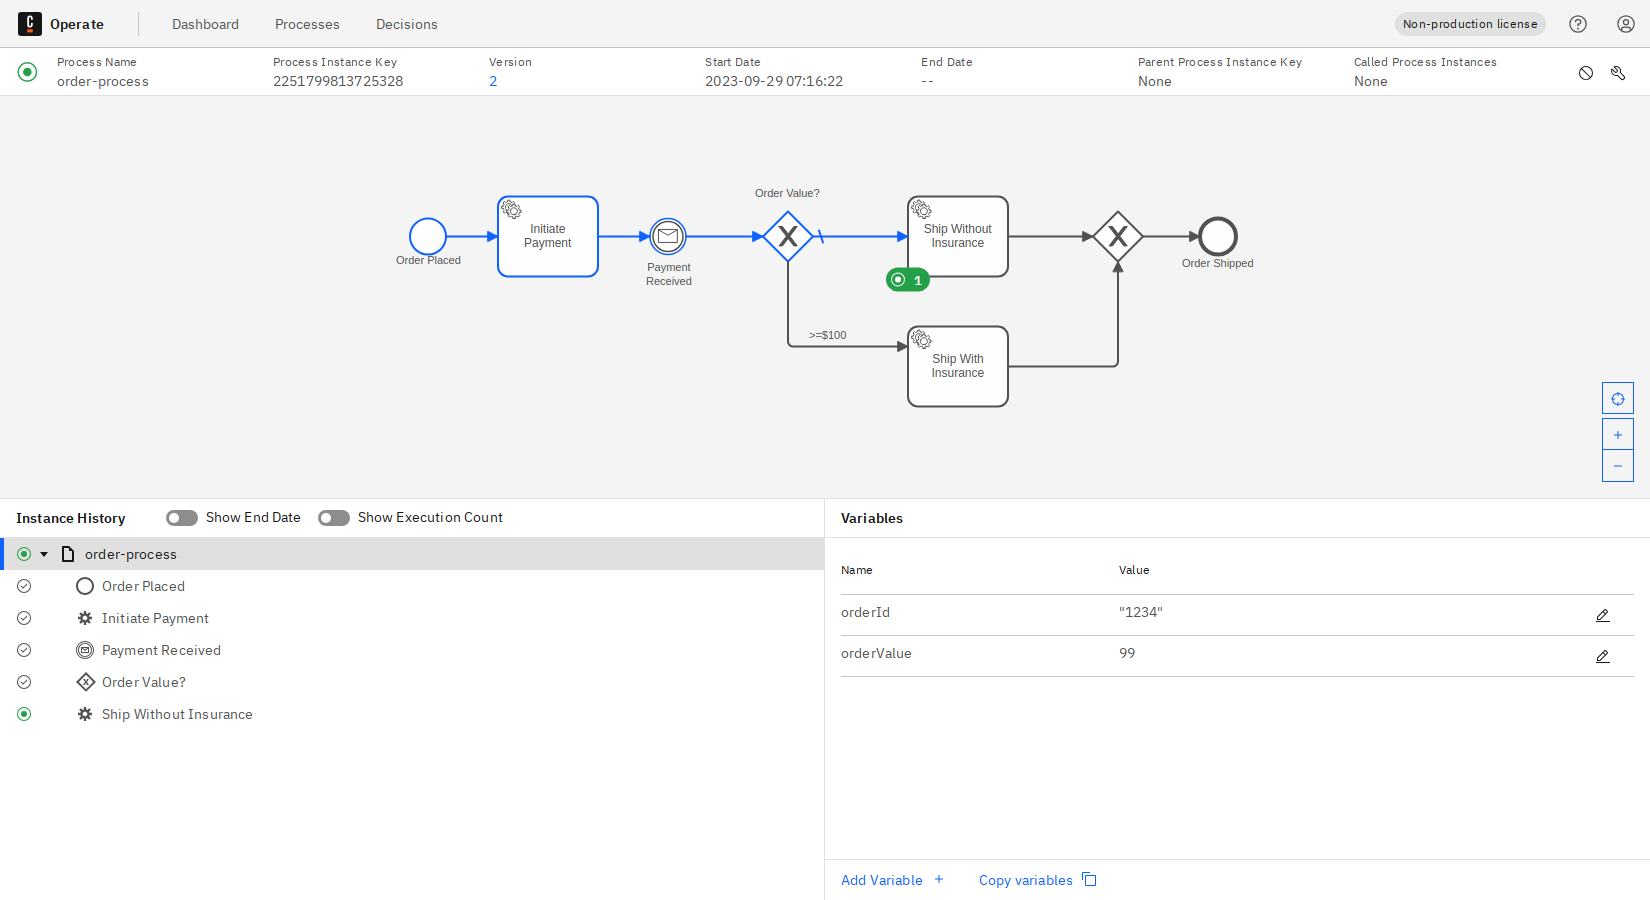 Operate
Dashboard
Processes
Decisions
Non-production license
Process Name
order-process
Process Instance Key
2251799813725328
Version
2
Start Date
2023-09-29 07:16:22
End Date
--
Parent Process Instance Key
None
Called Process Instances
None
Order Value?
Initiate
Payment
Ship Without
Insurance
Order Placed
Payment
Received
Order Shipped
1
>=$100
Ship With
Insurance
Instance History
Show End Date
Show Execution Count
order-process
Order Placed
Initiate Payment
Payment Received
Order Value?
Ship Without Insurance
Variables
Name
Value
orderId
"1234"
orderValue
99
Add Variable +
Copy variables